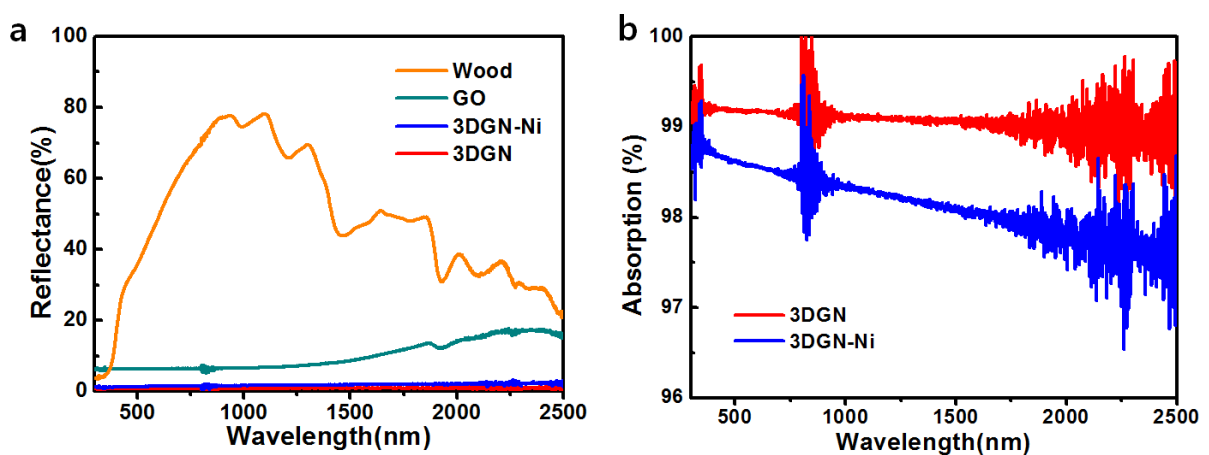 a
100
80
60
40
20
0
Reflectance(%)
Wood
GO
3DGN-Ni
3DGN
500
1000
1500
2000
2500
Wavelength(nm)
b
100
99
98
97
96
Absorption (%)
3DGN
3DGN-Ni
500
1000
1500
2000
2500
Wavelength(nm)